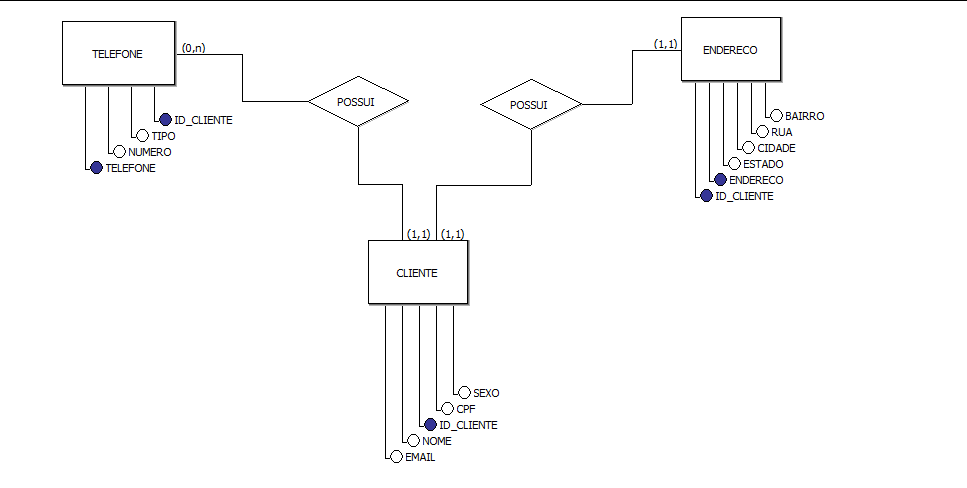 TELEFONE
(0,n)
POSSUI
ID_CLIENTE
TIPO
NUMERO
TELEFONE
(1,1)
ENDERECO
POSSUI
BAIRRO
RUA
CIDADE
ESTADO
ENDERECO
ID_CLIENTE
(1,1)
(1,1)
CLIENTE
SEXO
CPF
ID_CLIENTE
NOME
EMAIL